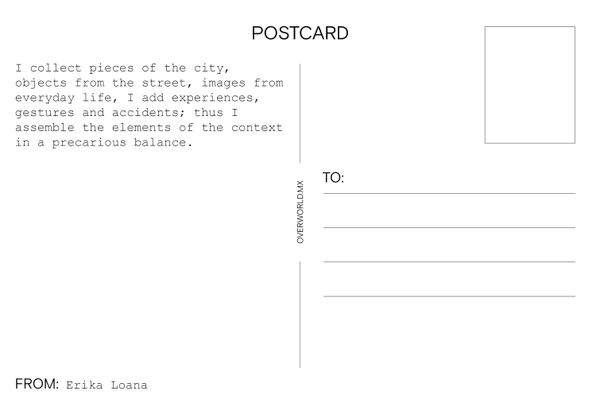 POSTCARD
I collect pieces of the city,
objects from the street, images from
everyday life, I add experiences,
gestures and accidents; thus I
assemble the elements of the context
in a precarious balance.
OVERWORLD.MX
TO:
FROM: Erika Loana